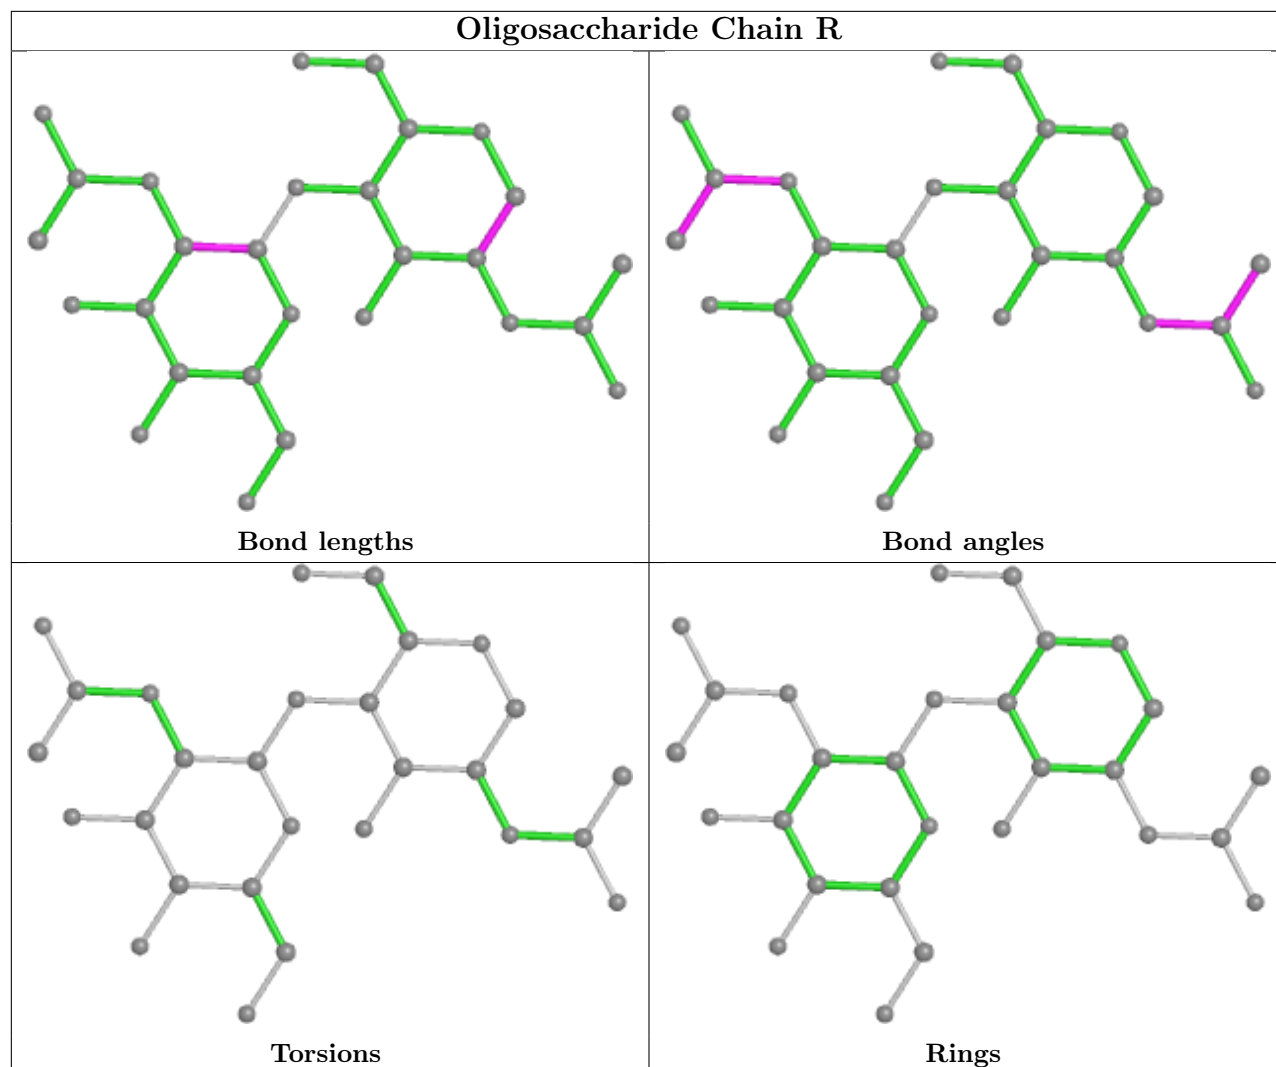 Oligosaccharide Chain R
Bond lengths
Bond angles
Torsions
Rings